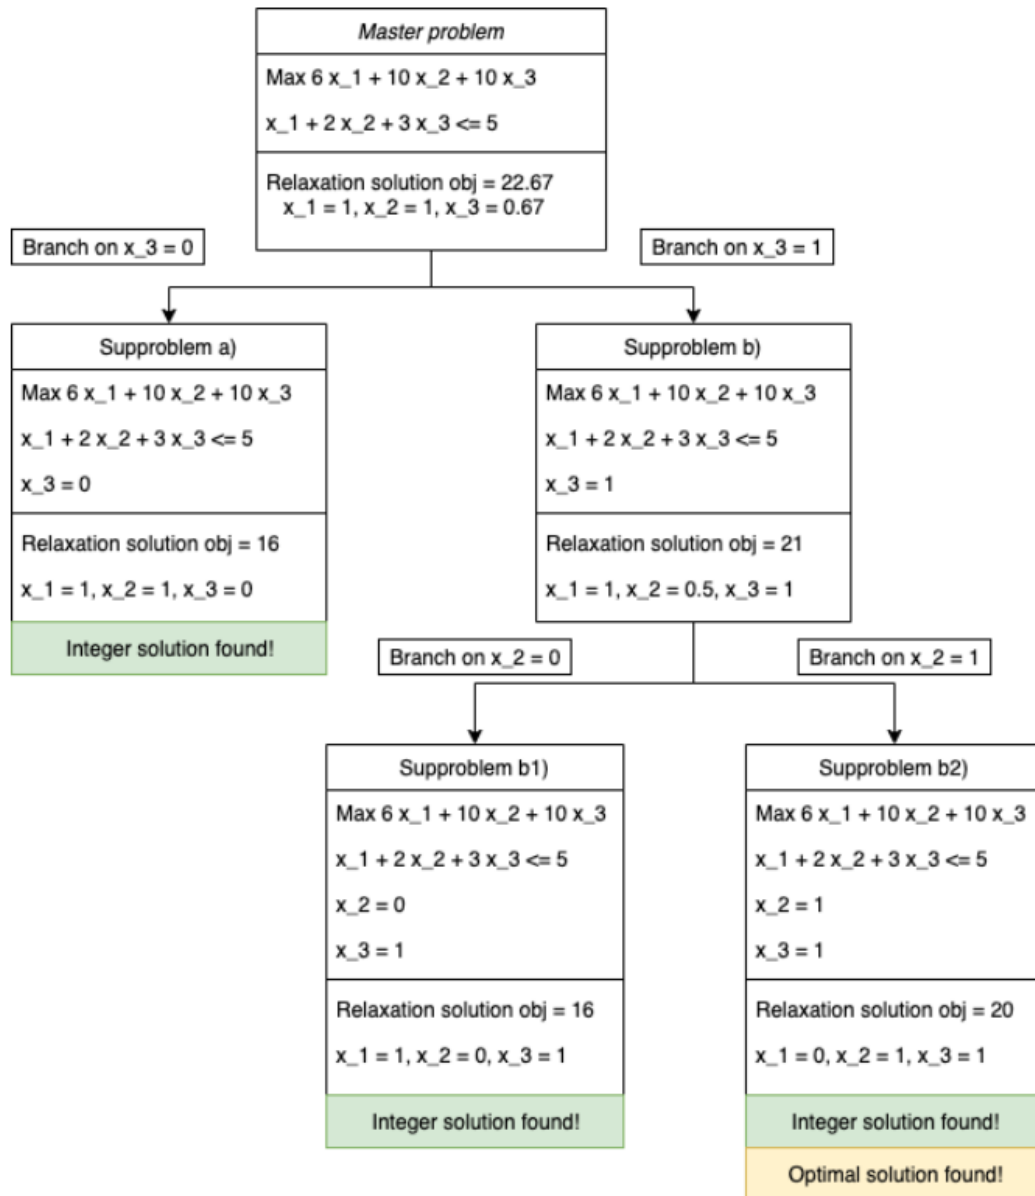 Master problem
Max 6 x_1 + 10 x_2 + 10 x_3
x_1 + 2 x_2 + 3 x_3 <= 5
Relaxation solution obj = 22.67
x_1 = 1, x_2 = 1, x_3 = 0.67
Branch on x_3 = 0
Branch on x_3 = 1
Supproblem a)
Max 6 x_1 + 10 x_2 + 10 x_3
x_1 + 2 x_2 + 3 x_3 <= 5
x_3 = 0
Relaxation solution obj = 16
x_1 = 1, x_2 = 1, x_3 = 0
Integer solution found!
Supproblem b)
Max 6 x_1 + 10 x_2 + 10 x_3
x_1 + 2 x_2 + 3 x_3 <= 5
x_3 = 1
Relaxation solution obj = 21
x_1 = 1, x_2 = 0.5, x_3 = 1
Branch on x_2 = 0
Branch on x_2 = 1
Supproblem b1)
Max 6 x_1 + 10 x_2 + 10 x_3
x_1 + 2 x_2 + 3 x_3 <= 5
x_2 = 0
x_3 = 1
Relaxation solution obj = 16
x_1 = 1, x_2 = 0, x_3 = 1
Integer solution found!
Supproblem b2)
Max 6 x_1 + 10 x_2 + 10 x_3
x_1 + 2 x_2 + 3 x_3 <= 5
x_2 = 1
x_3 = 1
Relaxation solution obj = 20
x_1 = 0, x_2 = 1, x_3 = 1
Integer solution found!
Optimal solution found!